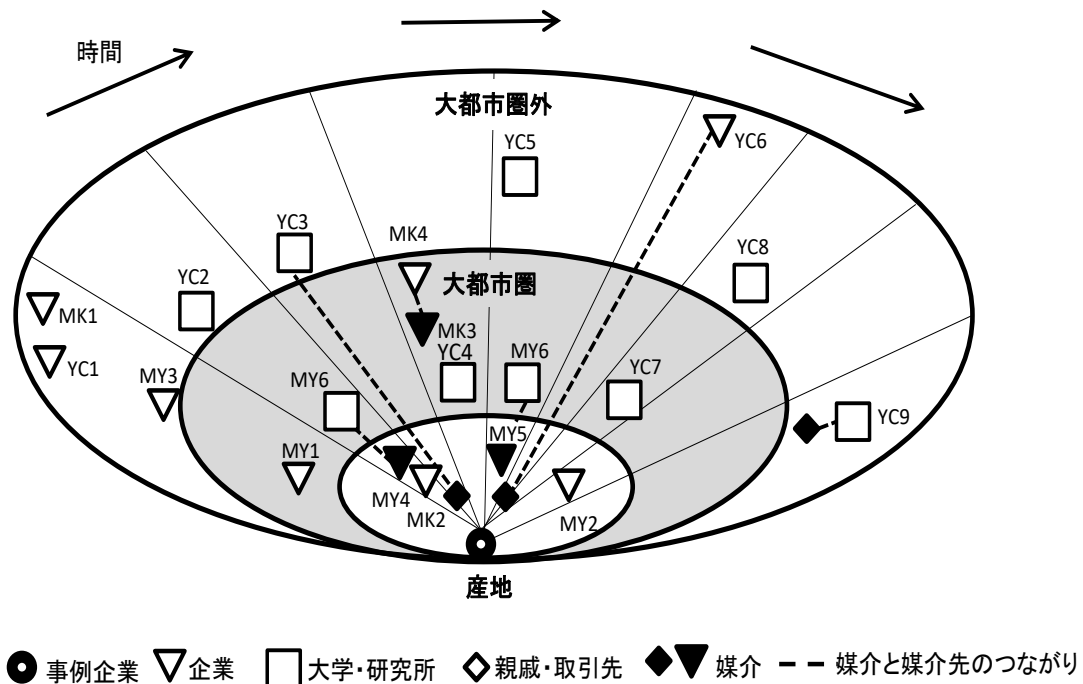 時間
大都市圏外
YC5
YC6
YC3
MK4
YC2
大都市圏
YC8
MK1
MK3
YC1
YC4
MY6
MY3
MY6
YC7
YC9
MY1
MY5
MY4
MK2
MY2
産地
事例企業 企業 大学・研究所 親戚・取引先 媒介 媒介と媒介先のつながり